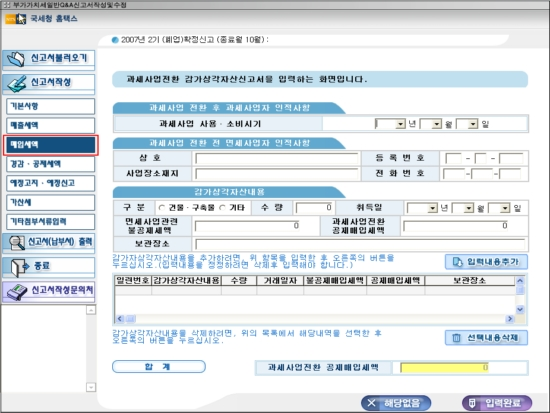 부가가치세일반Q&A신고서작성및수정
국세청 홈택스
2007년 2기 (폐업)확정신고 (종료월 10월) :
신고서불러오기
신고서작성
기본사항
매출세액
매입세액
경감 · 공제세액
예정고지 · 예정신고
가산세
기타첨부서류입력
신고서(납부서) 출력
종료
신고서작성문의처
과세사업전환 감가상각자산신고서를 입력하는 화면입니다.
과세사업 전환 후 과세사업자 인적사항
과세사업 사용 · 소비시기 년 월 일
과세사업 전환 전 면세사업자 인적사항
상 호 등 록 번 호 - -
사업장소재지 전 화 번 호 - -
감가상각자산내용
구 분 건물 · 구축물 기타 수 량 0 취득일 년 월 일
면세사업관련 불공제세액 0 과세사업전환 공제매입세액 0
보관장소
감가상각자산내용을 추가하려면, 위 항목을 입력한 후 오른쪽의 버튼을
누르십시오.(입력내용을 정정하려면 삭제후 입력해야 합니다.)
입력내용추가
일련번호 감가상각자산내용 수량 거래일자 불공제매입세액 공제매입세액 보관장소
감가상각자산내용을 삭제하려면, 위의 목록에서 해당내역을 선택한 후
오른쪽의 버튼을 누르십시오.
선택내용삭제
합 계 과세사업전환 공제매입세액 0
해당없음 입력완료